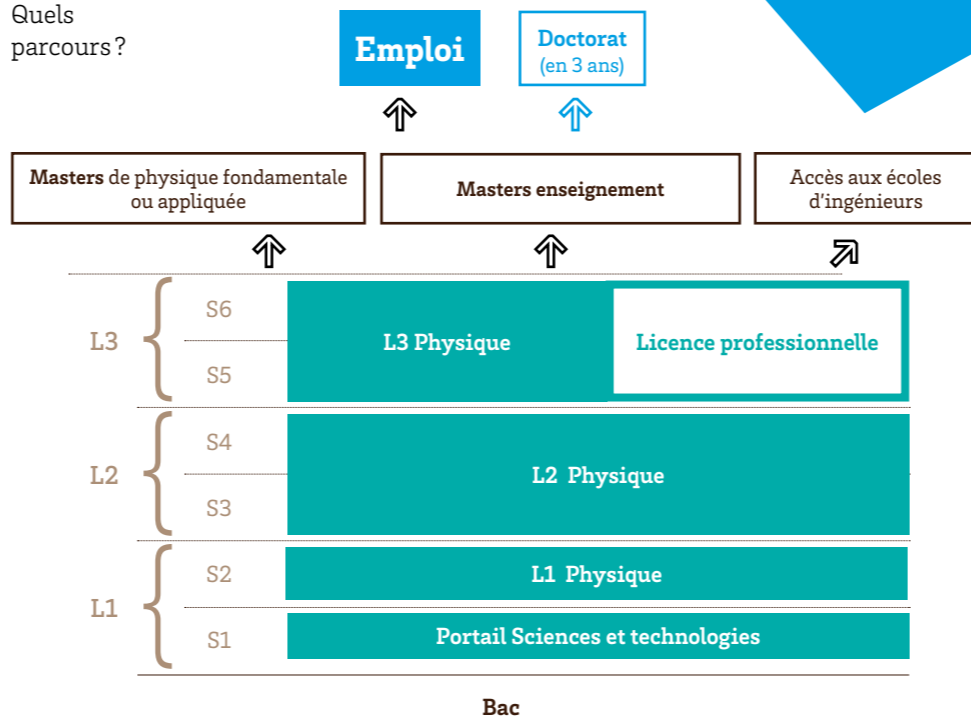 Quels
parcours ?
Emploi
Doctorat
(en 3 ans)
Masters de physique fondamentale
ou appliquée
Masters enseignement
Accès aux écoles
d'ingénieurs
L3
S6
S5
L3 Physique
Licence professionnelle
L2
S4
S3
L2 Physique
L1
S2
L1 Physique
S1
Portail Sciences et technologies
Bac